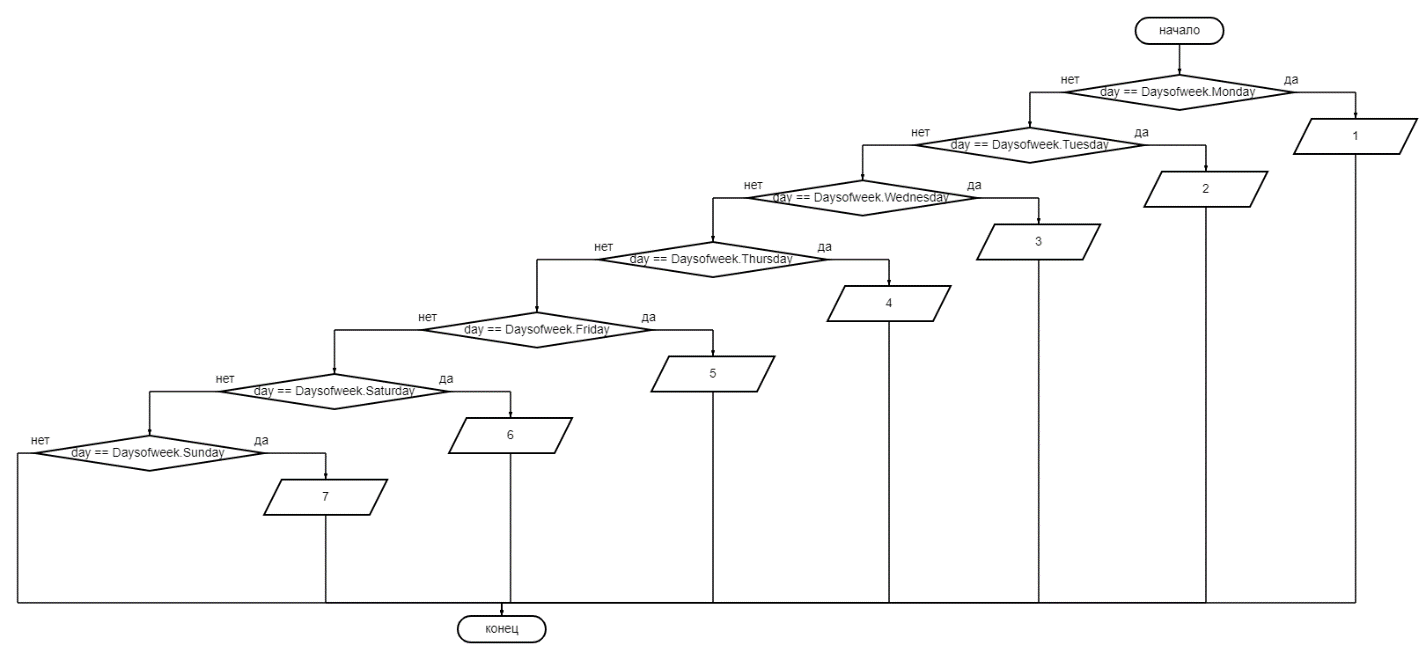 начало
нет
да
day == Daysofweek.Monday
1
нет
да
day == Daysofweek.Tuesday
2
нет
да
day == Daysofweek.Wednesday
3
нет
да
day == Daysofweek.Thursday
4
нет
да
day == Daysofweek.Friday
5
нет
да
day == Daysofweek.Saturday
6
нет
да
day == Daysofweek.Sunday
7
конец